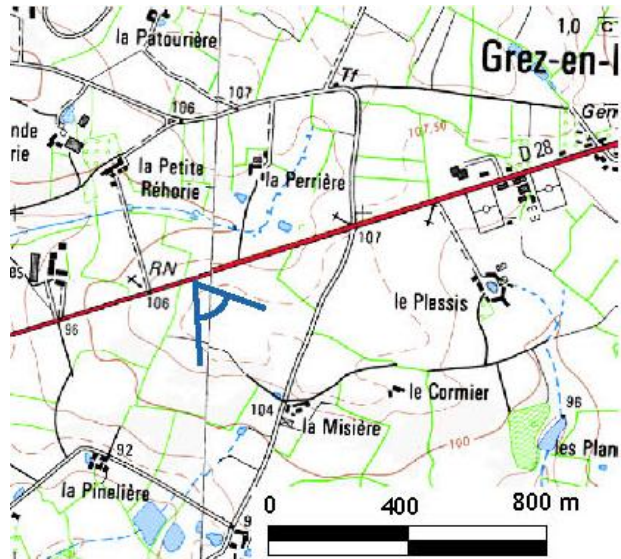 la Patourière
1,0 C
Grez-en-
Tf
107
106
107,50
Gen
D 28
nde
rie
la Petite
Réhorie
la Perrière
107
RN
es
106
96
le Plessis
104
la Misière
le Cormier
96
100
les Plan
92
la Pinelière
9
0 400 800 m